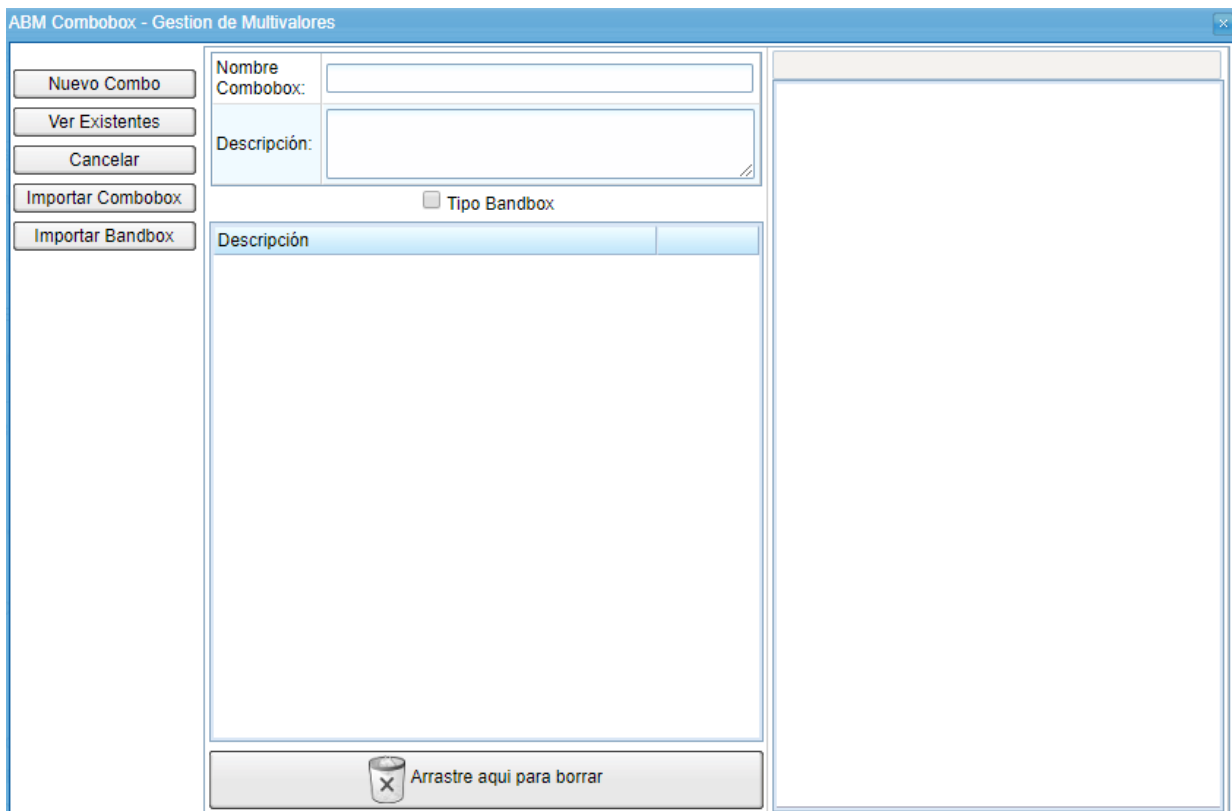 ABM Combobox - Gestion de Multivalores
Nuevo Combo
Ver Existentes
Cancelar
Importar Combobox
Importar Bandbox
Nombre
Combobox:
Descripción:
Tipo Bandbox
Descripción
Arrastre aqui para borrar